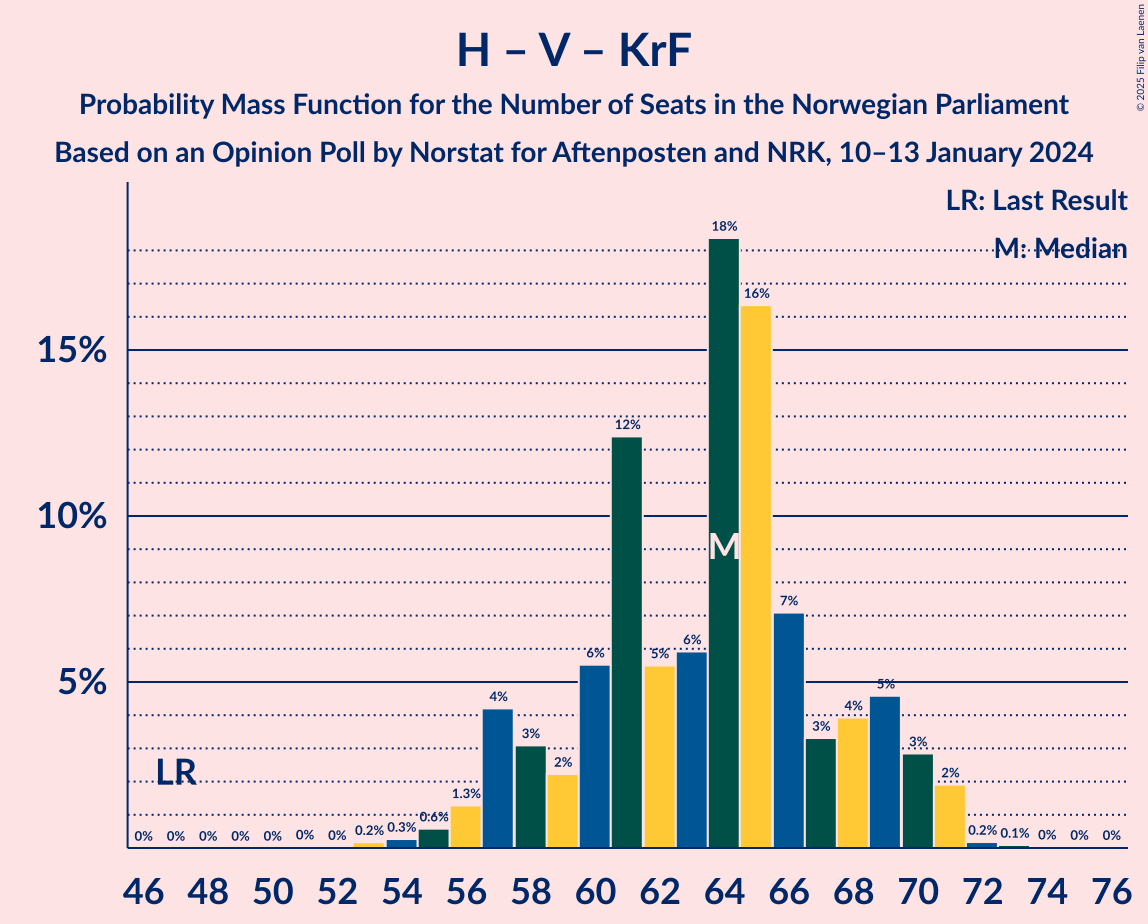 © 2025 Filip van Laenen
H – V – KrF
Probability Mass Function for the Number of Seats in the Norwegian Parliament
Based on an Opinion Poll by Norstat for Aftenposten and NRK, 10–13 January 2024
LR: Last Result
M: Median
15%
10%
5%
LR
M
0% 0% 0% 0% 0% 0% 0% 0.2% 0.3% 0.6% 1.3% 4% 3% 2% 6% 12% 5% 6% 18% 16% 7% 3% 4% 5% 3% 2% 0.2% 0.1% 0% 0% 0%
46 48 50 52 54 56 58 60 62 64 66 68 70 72 74 76